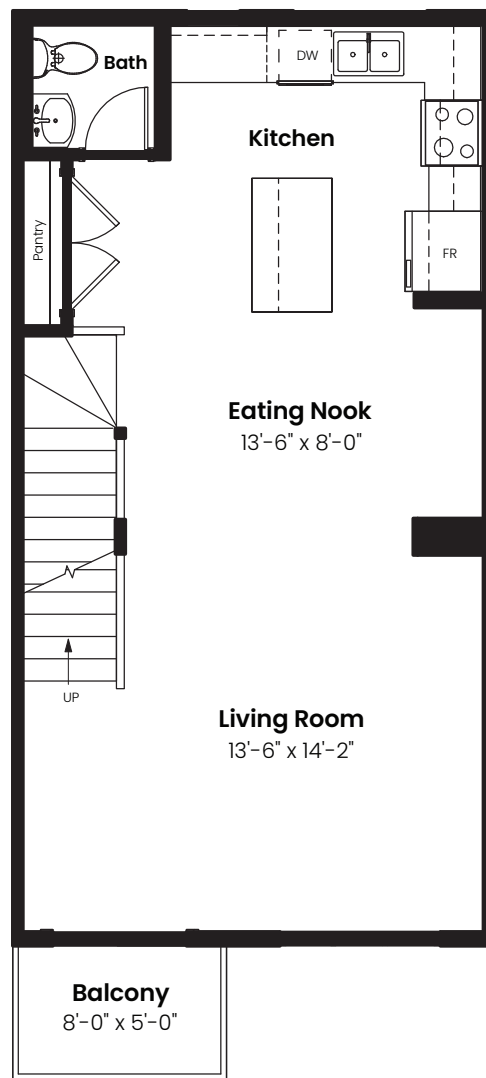 Bath
DW
Kitchen
Pantry
FR
Eating Nook
13'-6" x 8'-0"
UP
Living Room
13'-6" x 14'-2"
Balcony
8'-0" x 5'-0"